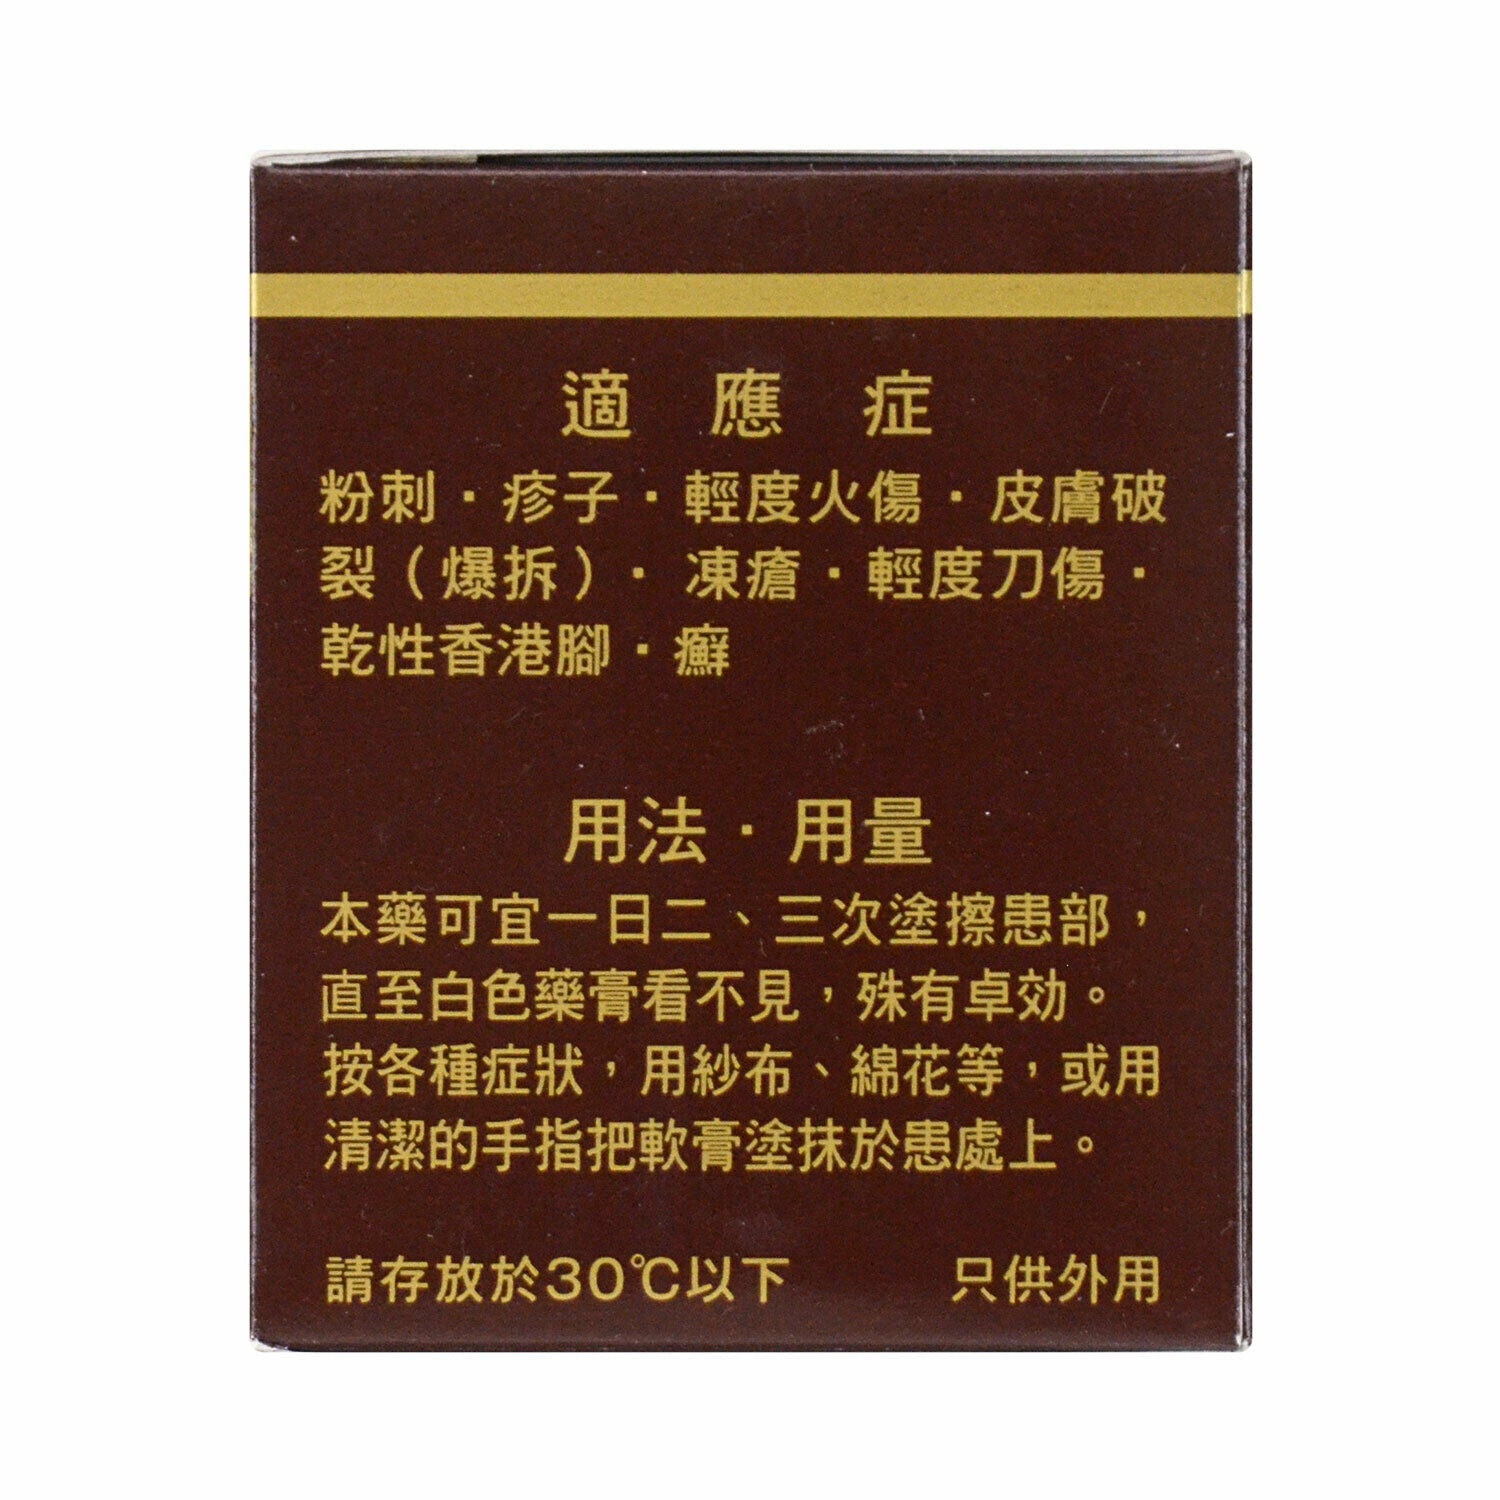 適應症
粉刺·疹子·輕度火傷·皮膚破
裂(爆拆)·凍瘡·輕度刀傷·
乾性香港腳·癬
用法·用量
本藥可宜一日二、三次塗擦患部，
直至白色藥膏看不見，殊有卓効。
按各種症狀，用紗布、綿花等，或用
清潔的手指把軟膏塗抹於患處上。
請存放於30℃以下 只供外用